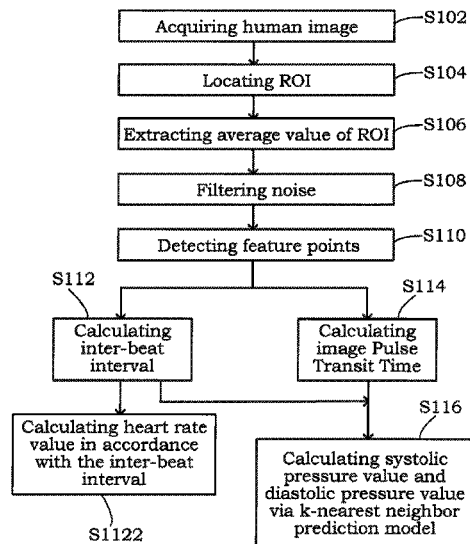 Acquiring human image
S102
Locating ROI
S104
Extracting average value of ROI
S106
Filtering noise
S108
Detecting feature points
S110
S112
S114
Calculating
inter-beat
interval
Calculating
image Pulse
Transit Time
S116
Calculating heart rate
value in accordance
with the inter-beat
interval
S1122
Calculating systolic
pressure value and
diastolic pressure value
via k-nearest neighbor
prediction model